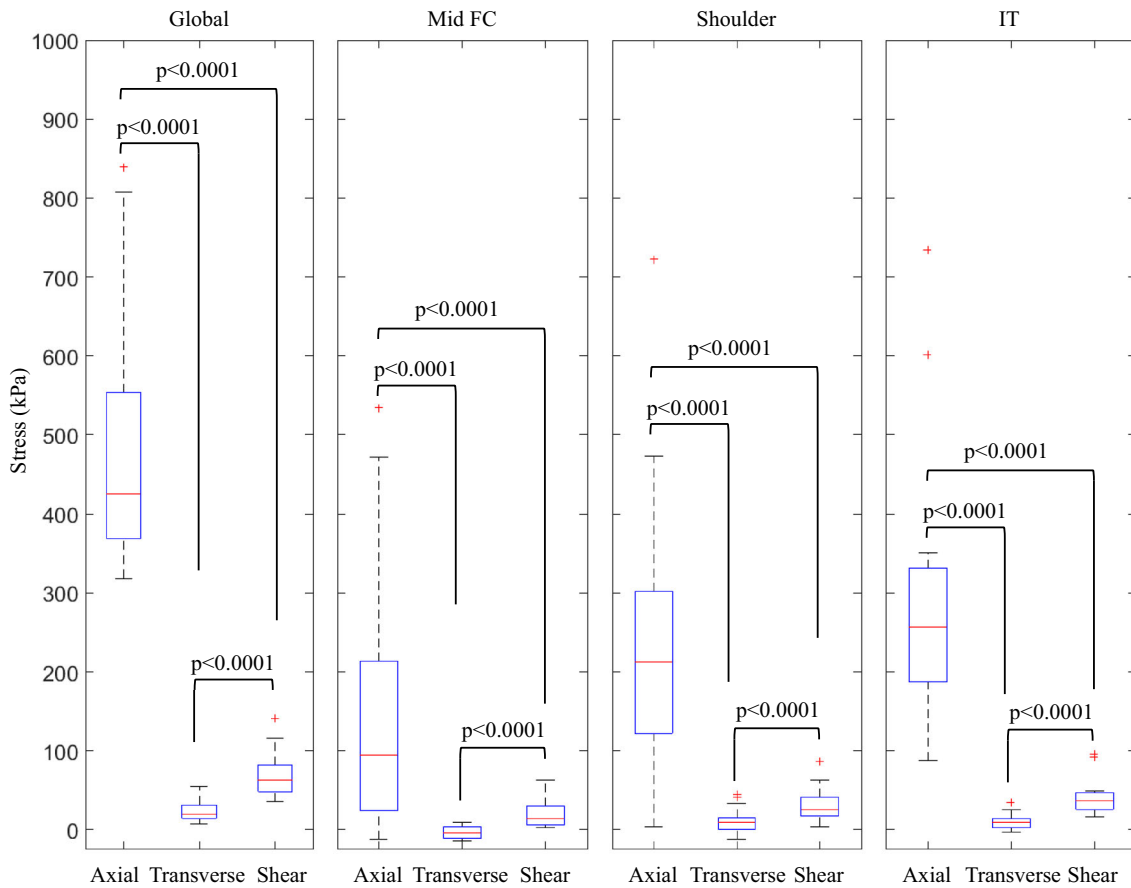 Global Mid FC Shoulder IT
1000
900
800
700
600
500
400
300
200
100
0
Stress (kPa)
p<0.0001
p<0.0001
p<0.0001
p<0.0001
p<0.0001
p<0.0001
p<0.0001
p<0.0001
p<0.0001
p<0.0001
p<0.0001
p<0.0001
Axial Transverse Shear Axial Transverse Shear Axial Transverse Shear Axial Transverse Shear